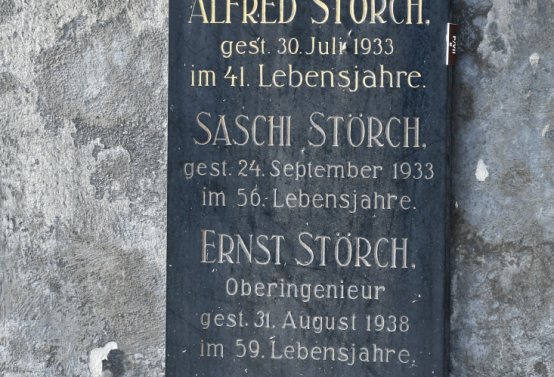 ALFRED STÖRCH.
gest. 30. Juli 1933
im 41. Lebensjahre.
SASCHI STÖRCH.
gest. 24. September 1933
im 56. Lebensjahre.
ERNST STÖRCH.
Oberingenieur
gest. 31. August 1938
im 59. Lebensjahre.